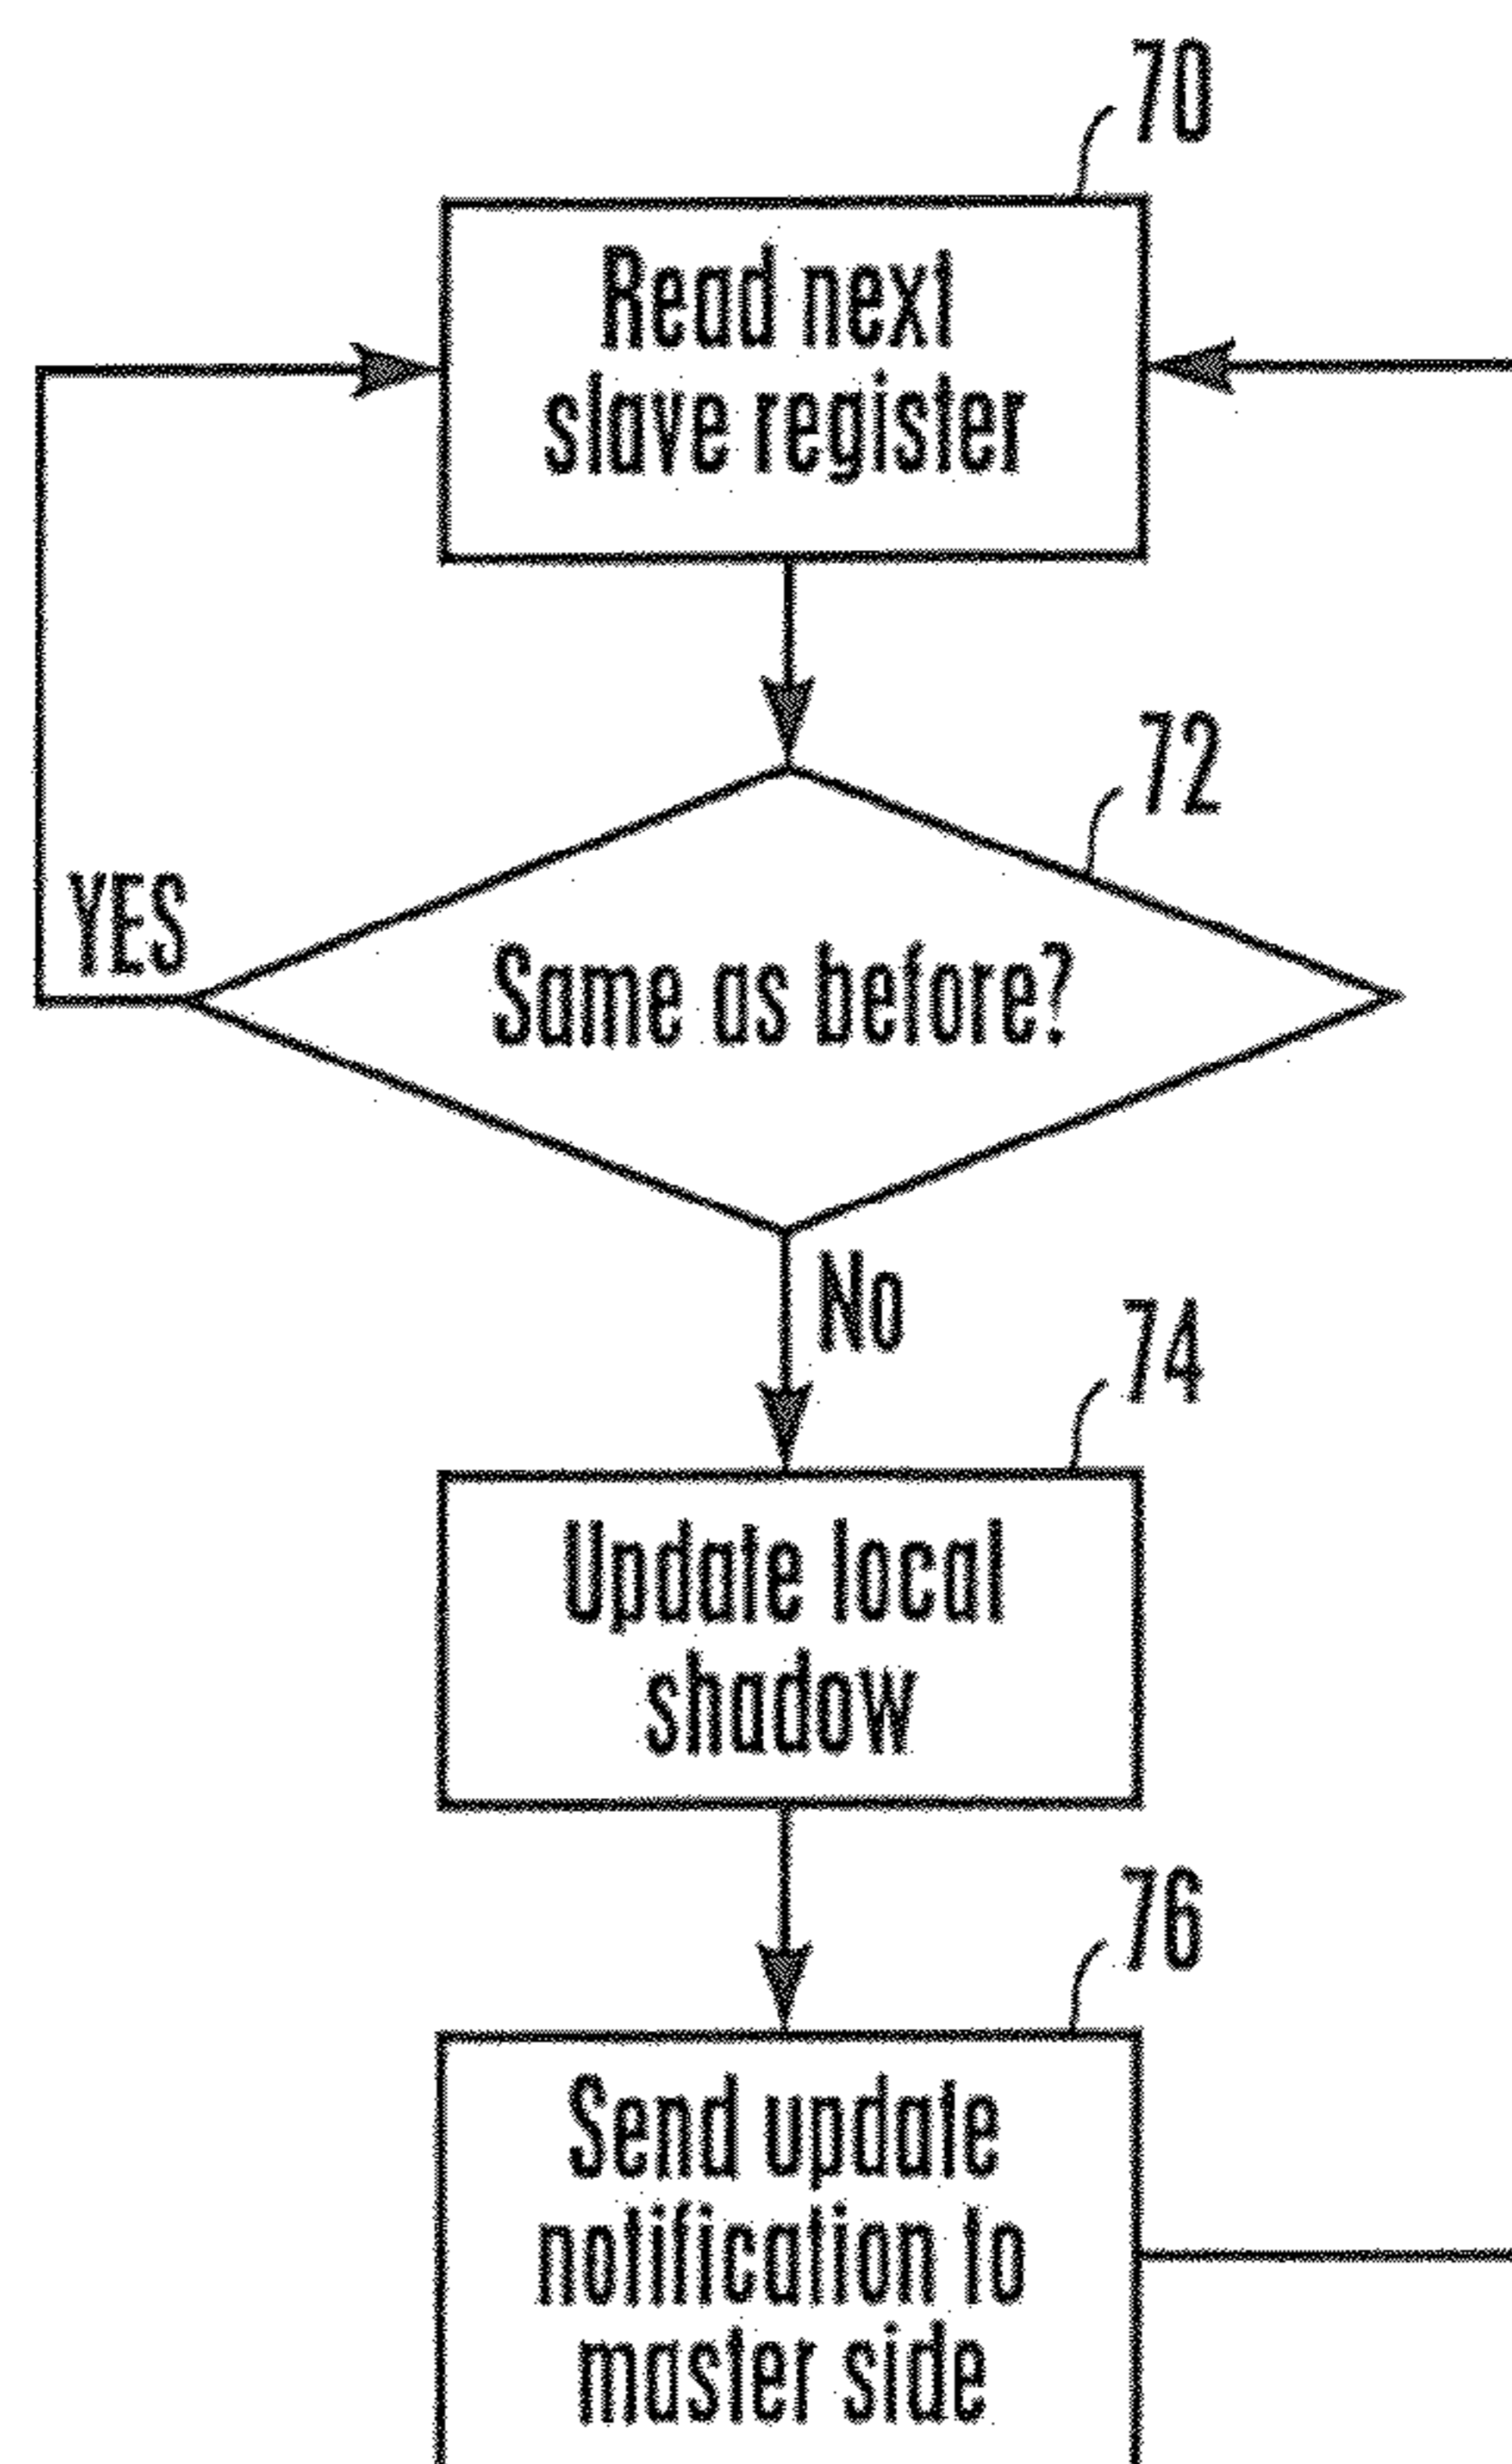 70
Read next
slave register
72
YES
Same as before?
No
74
Update local
shadow
76
Send update
notification to
master side